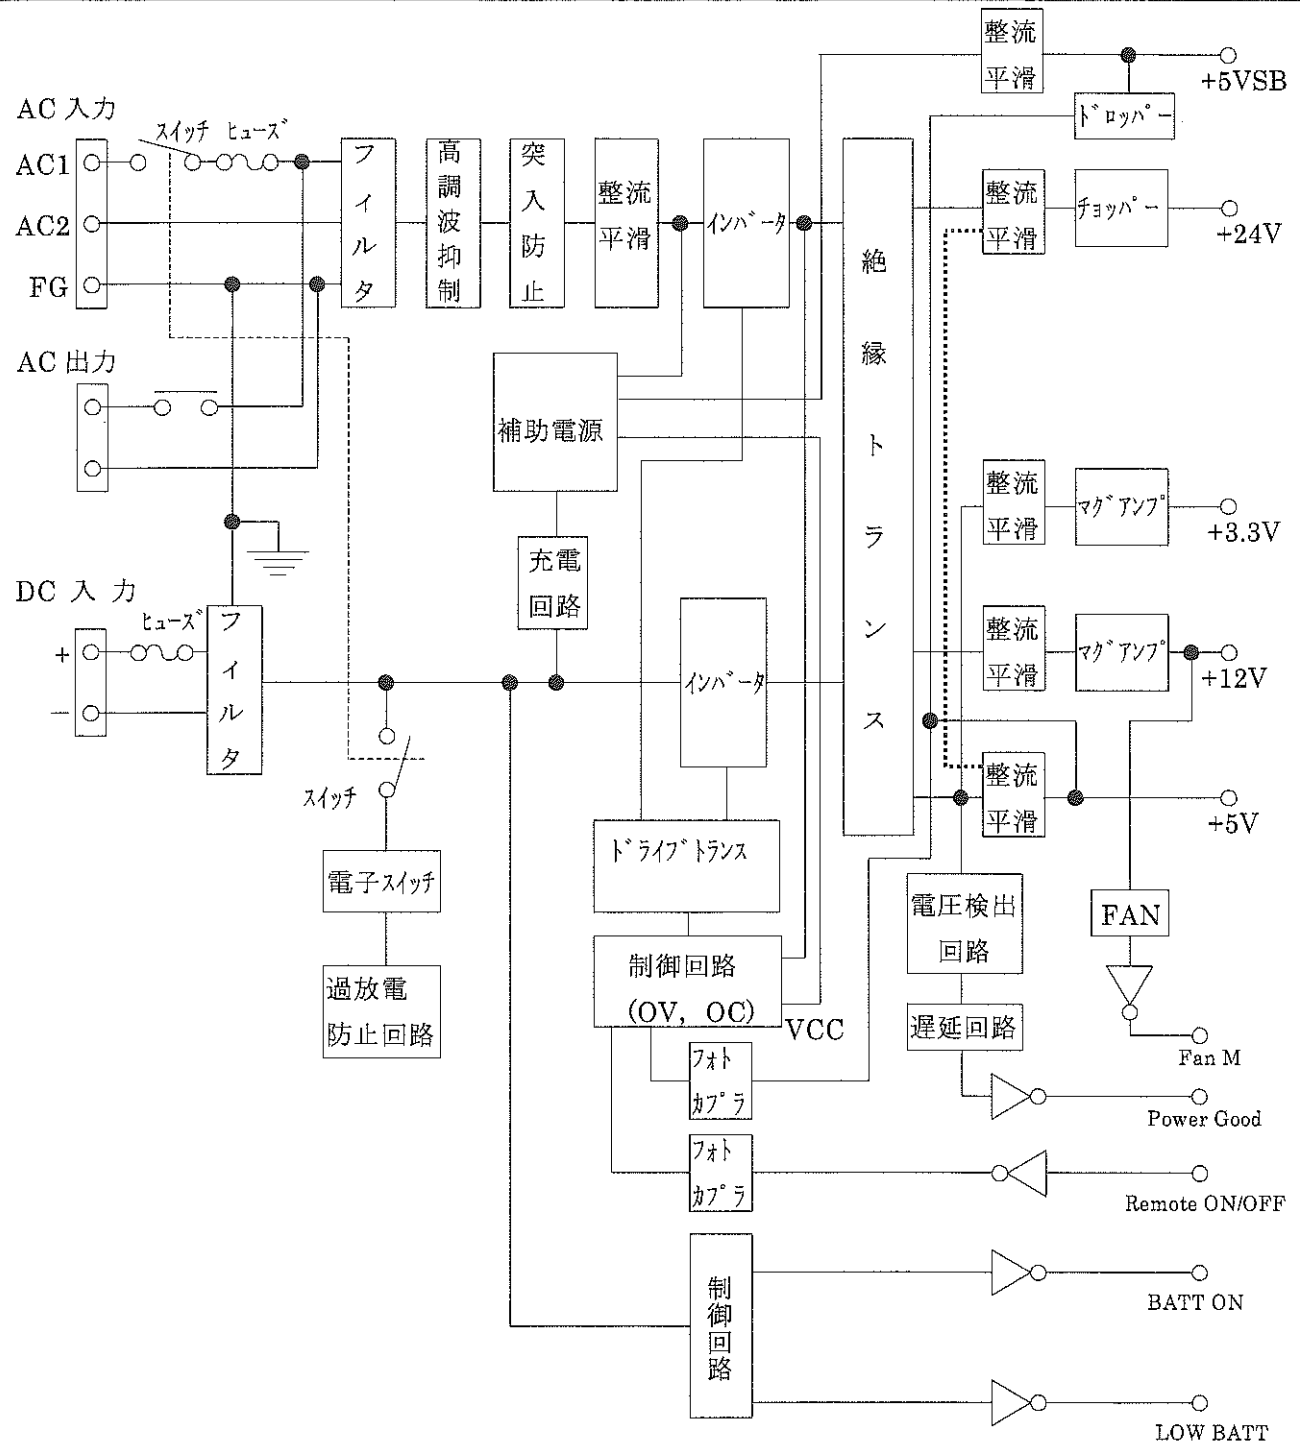 整流
平滑
+5VSB
ドロッパー
AC 入力
スイッチ ヒューズ
AC1
AC2
FG
フィルタ
高調波抑制
突入防止
整流
平滑
インバータ
絶縁トランス
整流
平滑
チョッパー
+24V
AC 出力
補助電源
充電
回路
整流
平滑
マグアンプ
+3.3V
DC 入 力
ヒューズ
+
−
フィルタ
インバータ
整流
平滑
マグアンプ
+12V
スイッチ
整流
平滑
+5V
ドライブトランス
電子スイッチ
電圧検出
回路
FAN
過放電
防止回路
制御回路
(OV, OC)
VCC
遅延回路
Fan M
フォト
カプラ
Power Good
フォト
カプラ
Remote ON/OFF
制御回路
BATT ON
LOW BATT